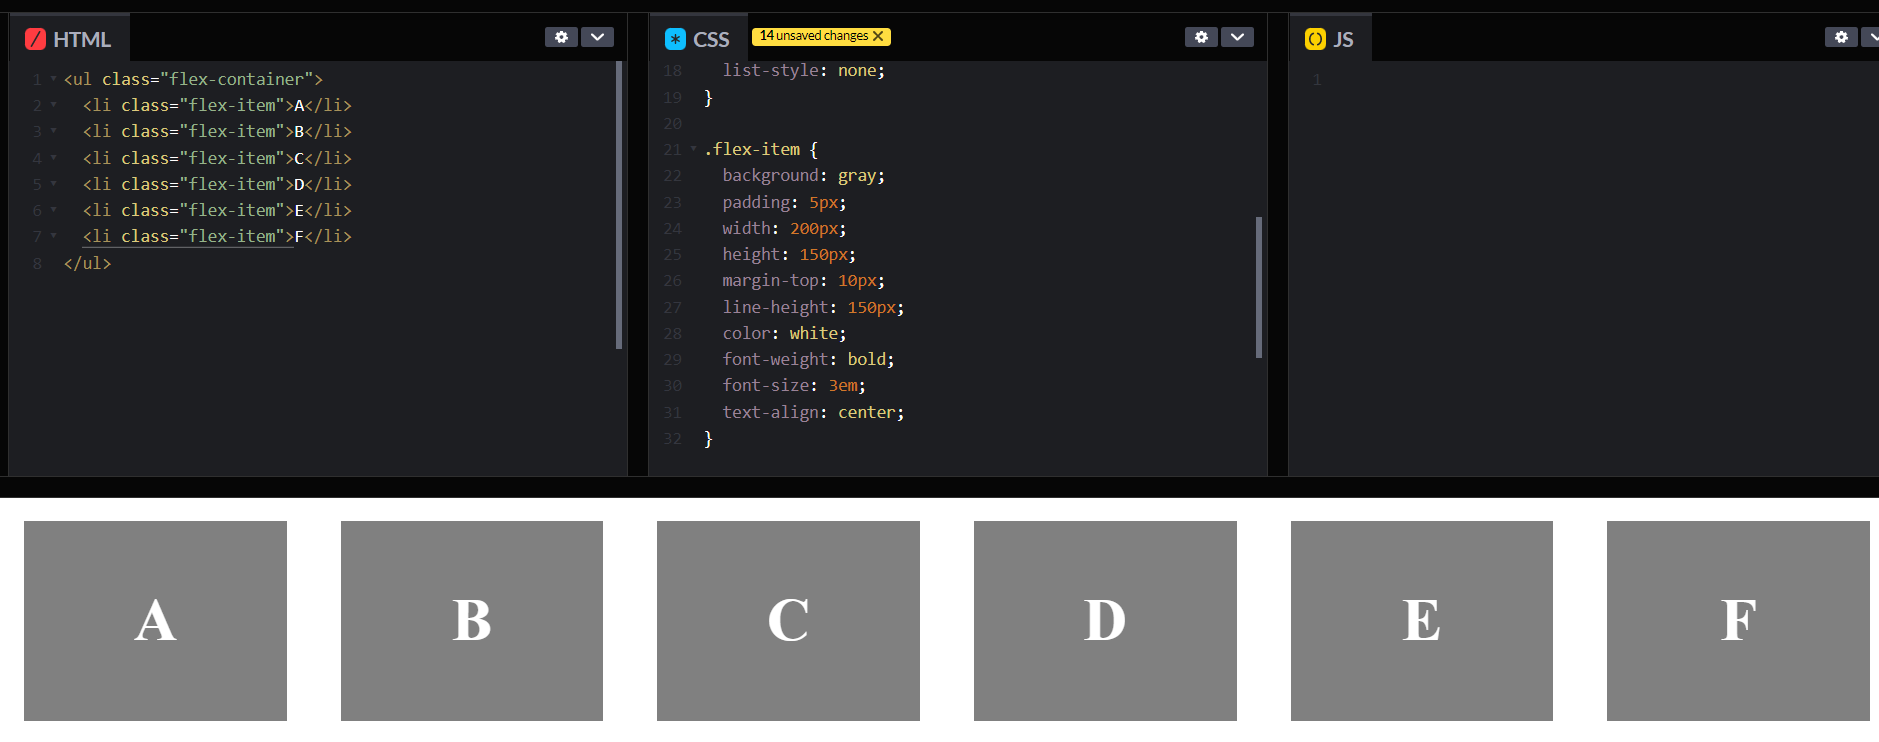 HTML
1 <ul class="flex-container">
2 <li class="flex-item">A</li>
3 <li class="flex-item">B</li>
4 <li class="flex-item">C</li>
5 <li class="flex-item">D</li>
6 <li class="flex-item">E</li>
7 <li class="flex-item">F</li>
8 </ul>
CSS 14 unsaved changes
18 list-style: none;
19 }
20
21 .flex-item {
22 background: gray;
23 padding: 5px;
24 width: 200px;
25 height: 150px;
26 margin-top: 10px;
27 line-height: 150px;
28 color: white;
29 font-weight: bold;
30 font-size: 3em;
31 text-align: center;
32 }
JS
1
A B C D E F